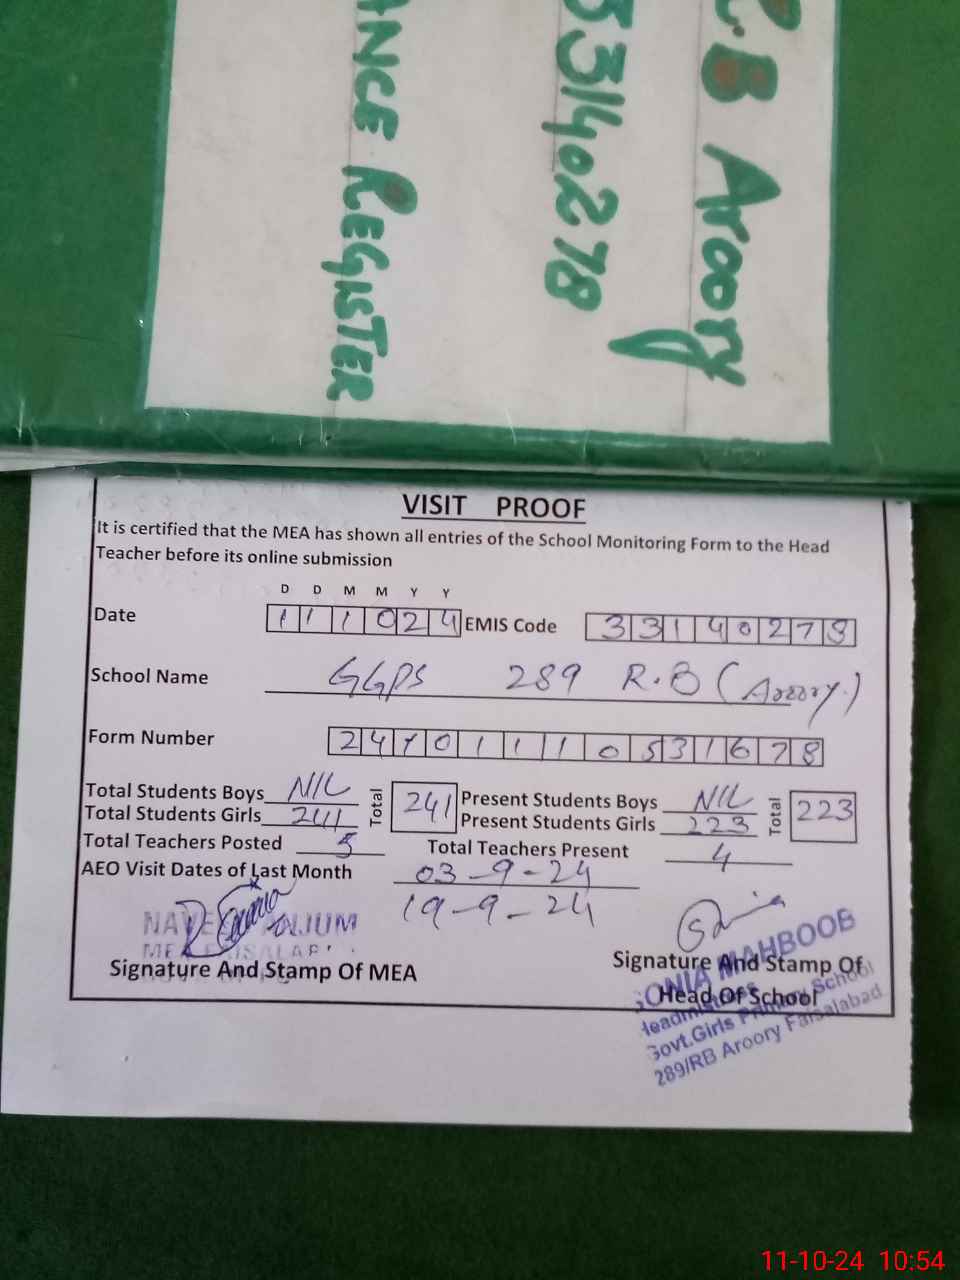 R.B Aroory
33140278
ANCE REGISTER
VISIT PROOF
It is certified that the MEA has shown all entries of the School Monitoring Form to the Head
Teacher before its online submission
D D M M Y Y
Date 1 1 1 0 2 4 EMIS Code 3 3 1 4 0 2 7 8
School Name GGPS 289 R.B (Aroory.)
Form Number 2 4 1 0 1 1 1 0 5 3 1 6 7 8
Total Students Boys NIL Total 241 Present Students Boys NIL Total 223
Total Students Girls 241 Present Students Girls 223
Total Teachers Posted 5 Total Teachers Present 4
AEO Visit Dates of Last Month 03-9-24
19-9-24
ANJUM
MEA
Signature And Stamp Of MEA
Signature And Stamp Of
Head Of School
SONIA MAHBOOB
Headmistress
Govt.Girls Primary School
289/RB Aroory Faisalabad
11-10-24 10:54